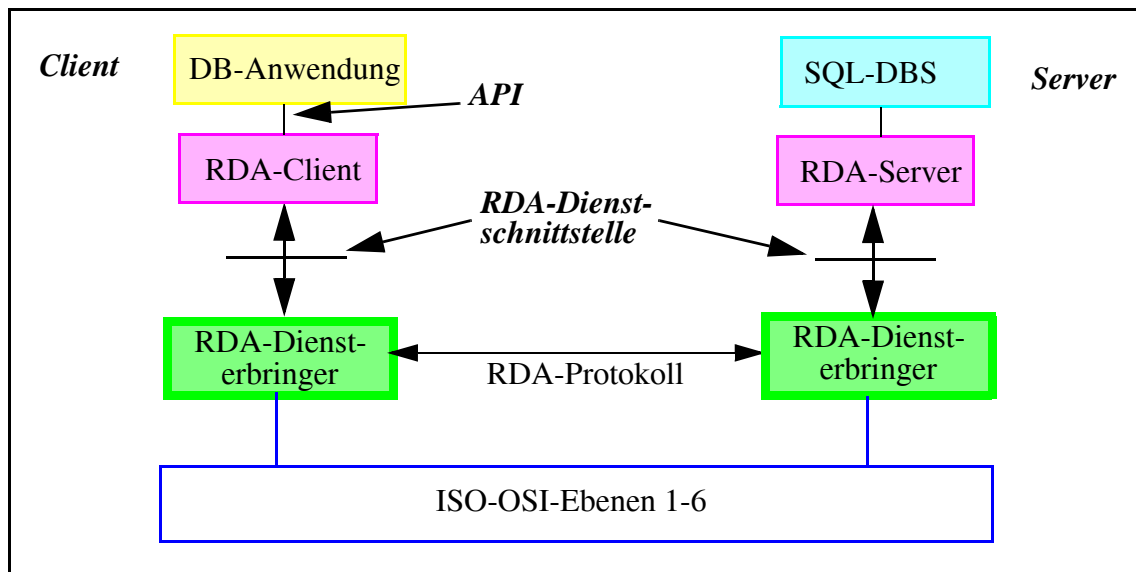 Client
DB-Anwendung
SQL-DBS
Server
API
RDA-Client
RDA-Server
RDA-Dienst-
schnittstelle
RDA-Dienst-
erbringer
RDA-Protokoll
RDA-Dienst-
erbringer
ISO-OSI-Ebenen 1-6